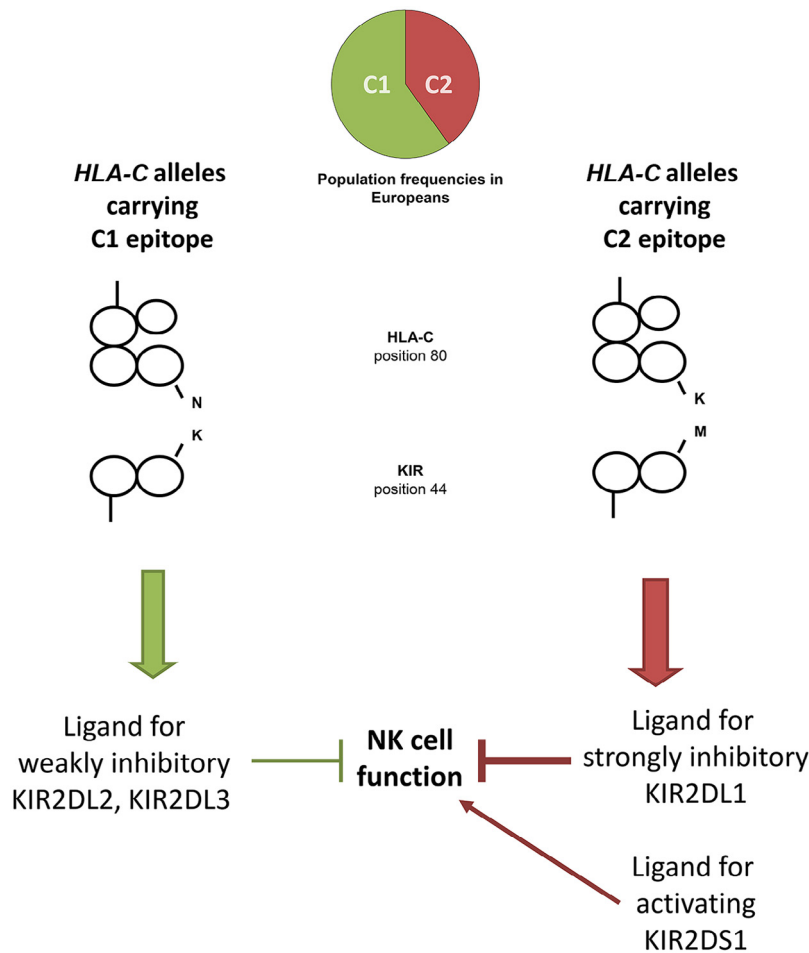 C1
C2
Population frequencies in
Europeans
HLA-C alleles
carrying
C1 epitope
HLA-C alleles
carrying
C2 epitope
HLA-C
position 80
N
K
K
M
KIR
position 44
Ligand for
weakly inhibitory
KIR2DL2, KIR2DL3
NK cell
function
Ligand for
strongly inhibitory
KIR2DL1
Ligand for
activating
KIR2DS1